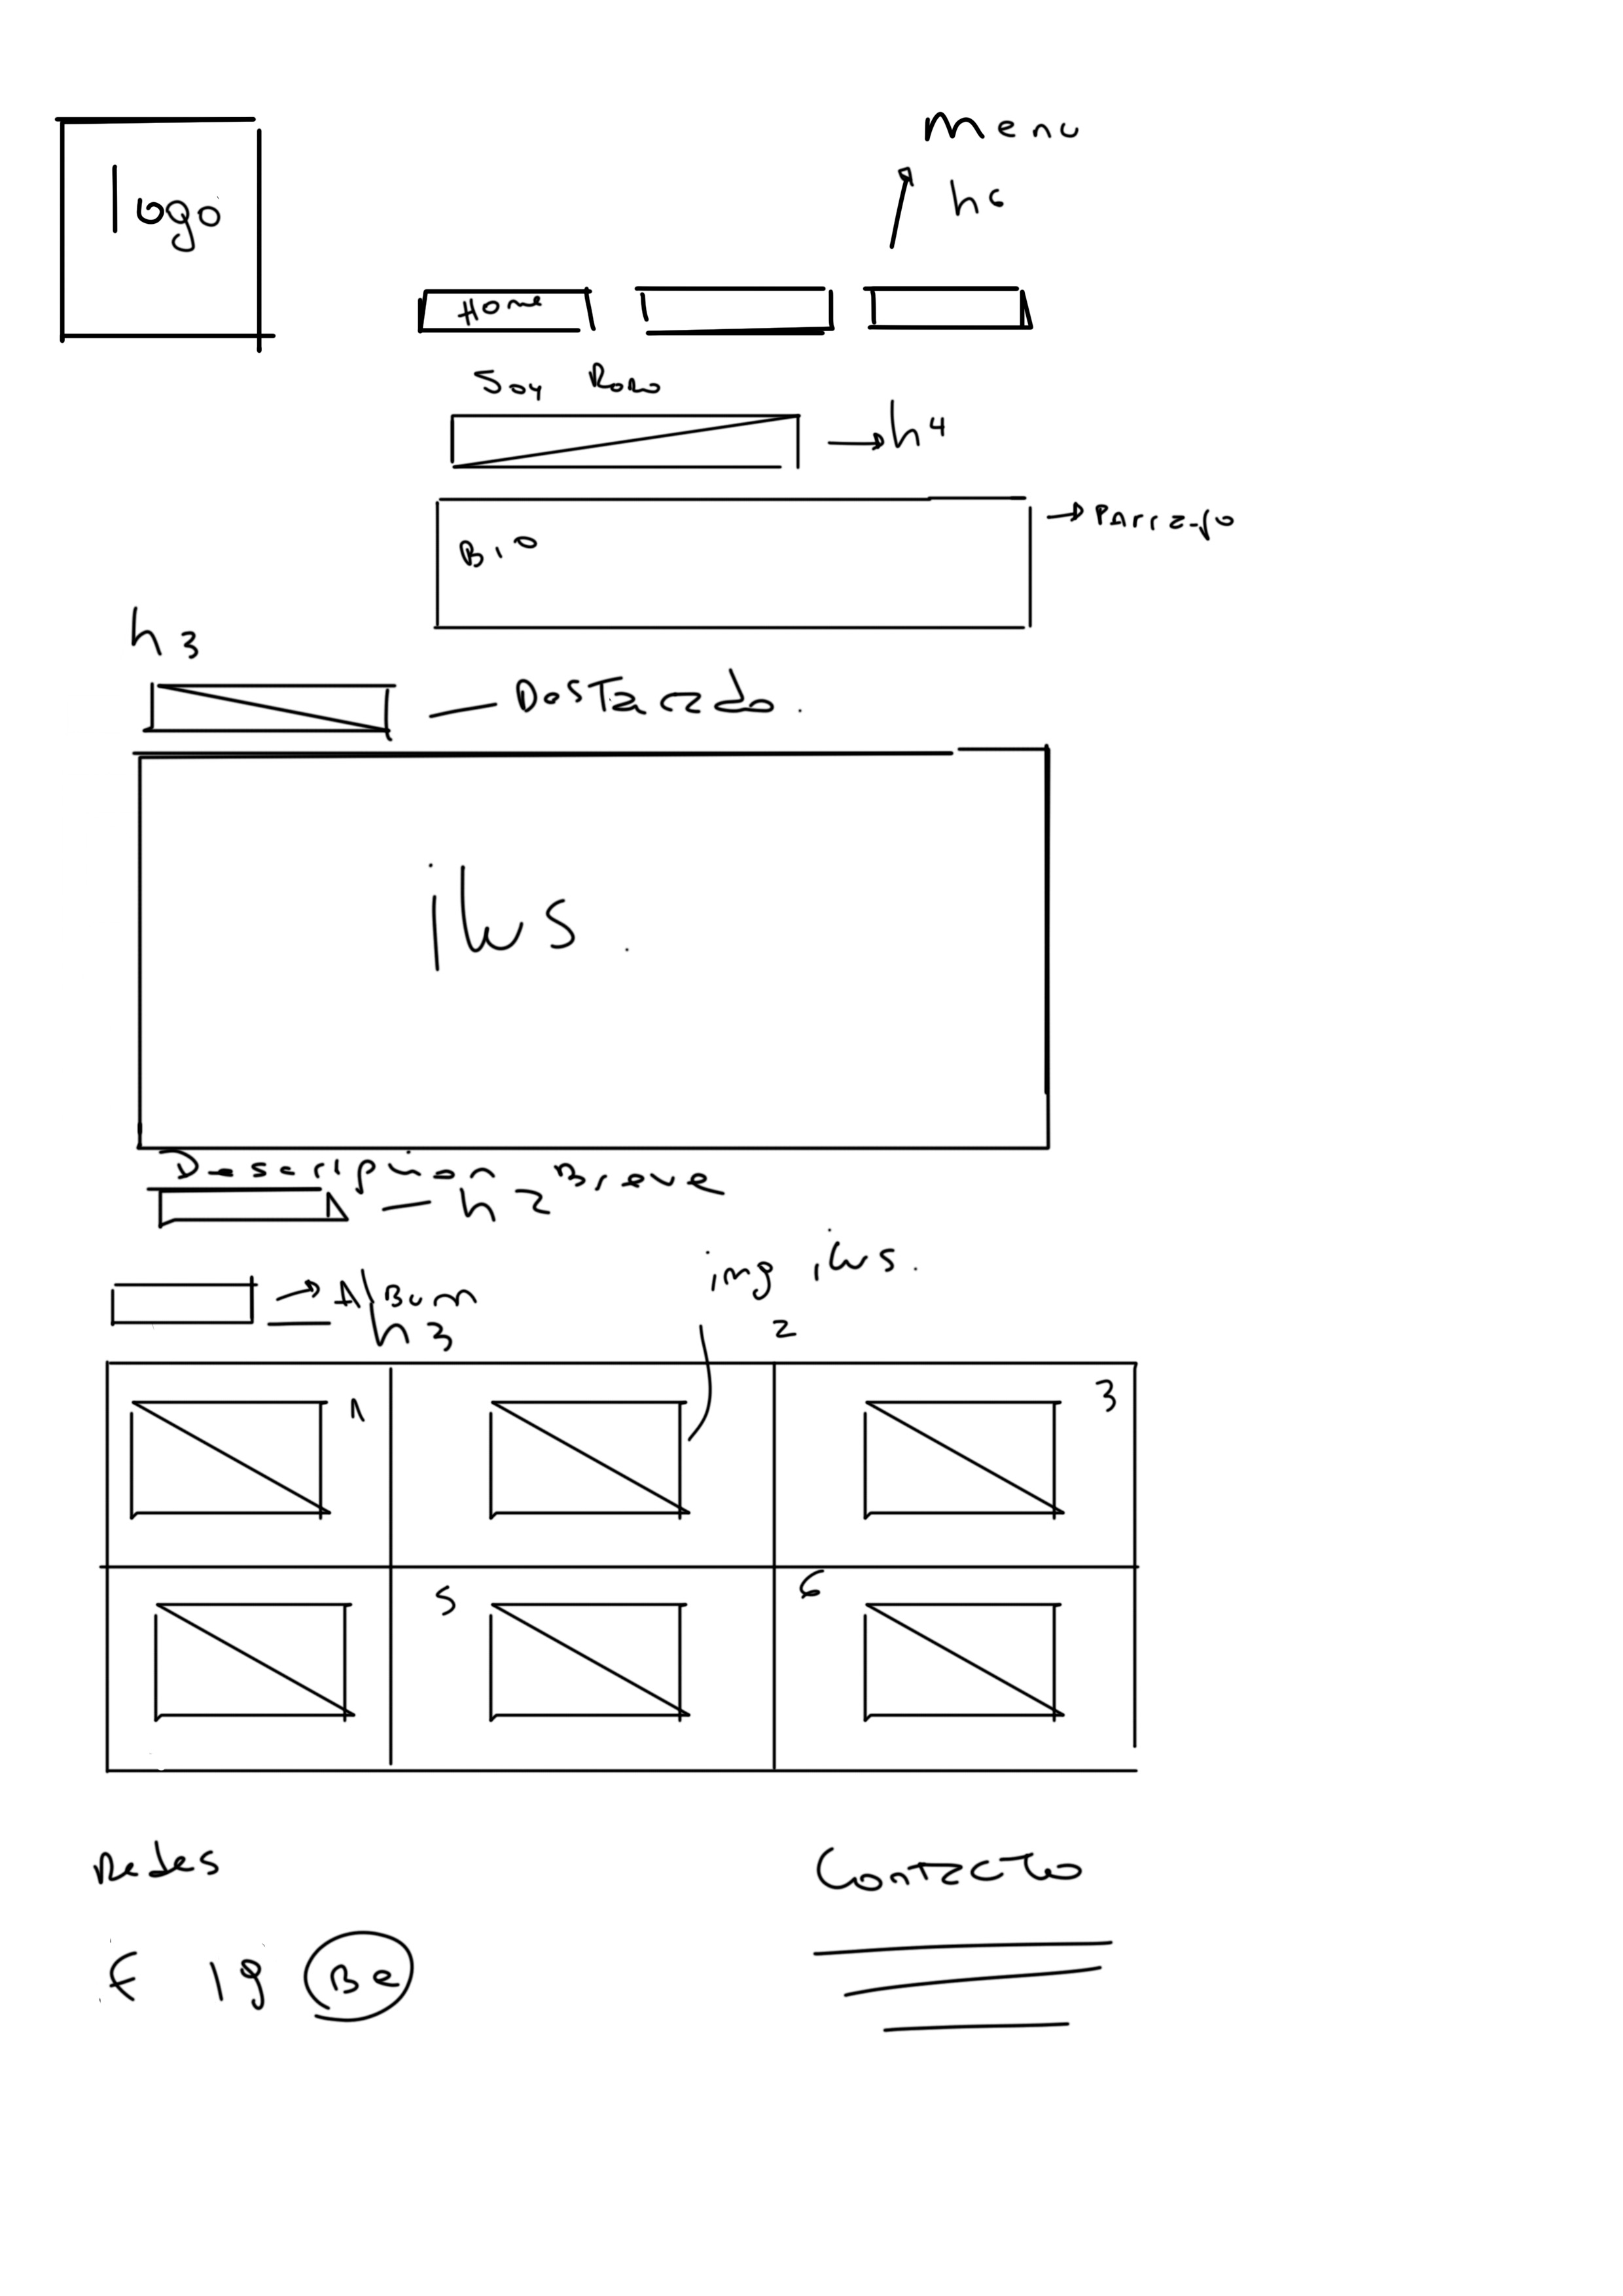 Menu
logo
h6
Home
Soy Rono
h4
Bio
Parrafo
h3
Destacado.
ilus.
Descripcion Breve
h2
img ilus.
Album
h3
2
1
3
5
6
Redes
Contacto
f Ig Be